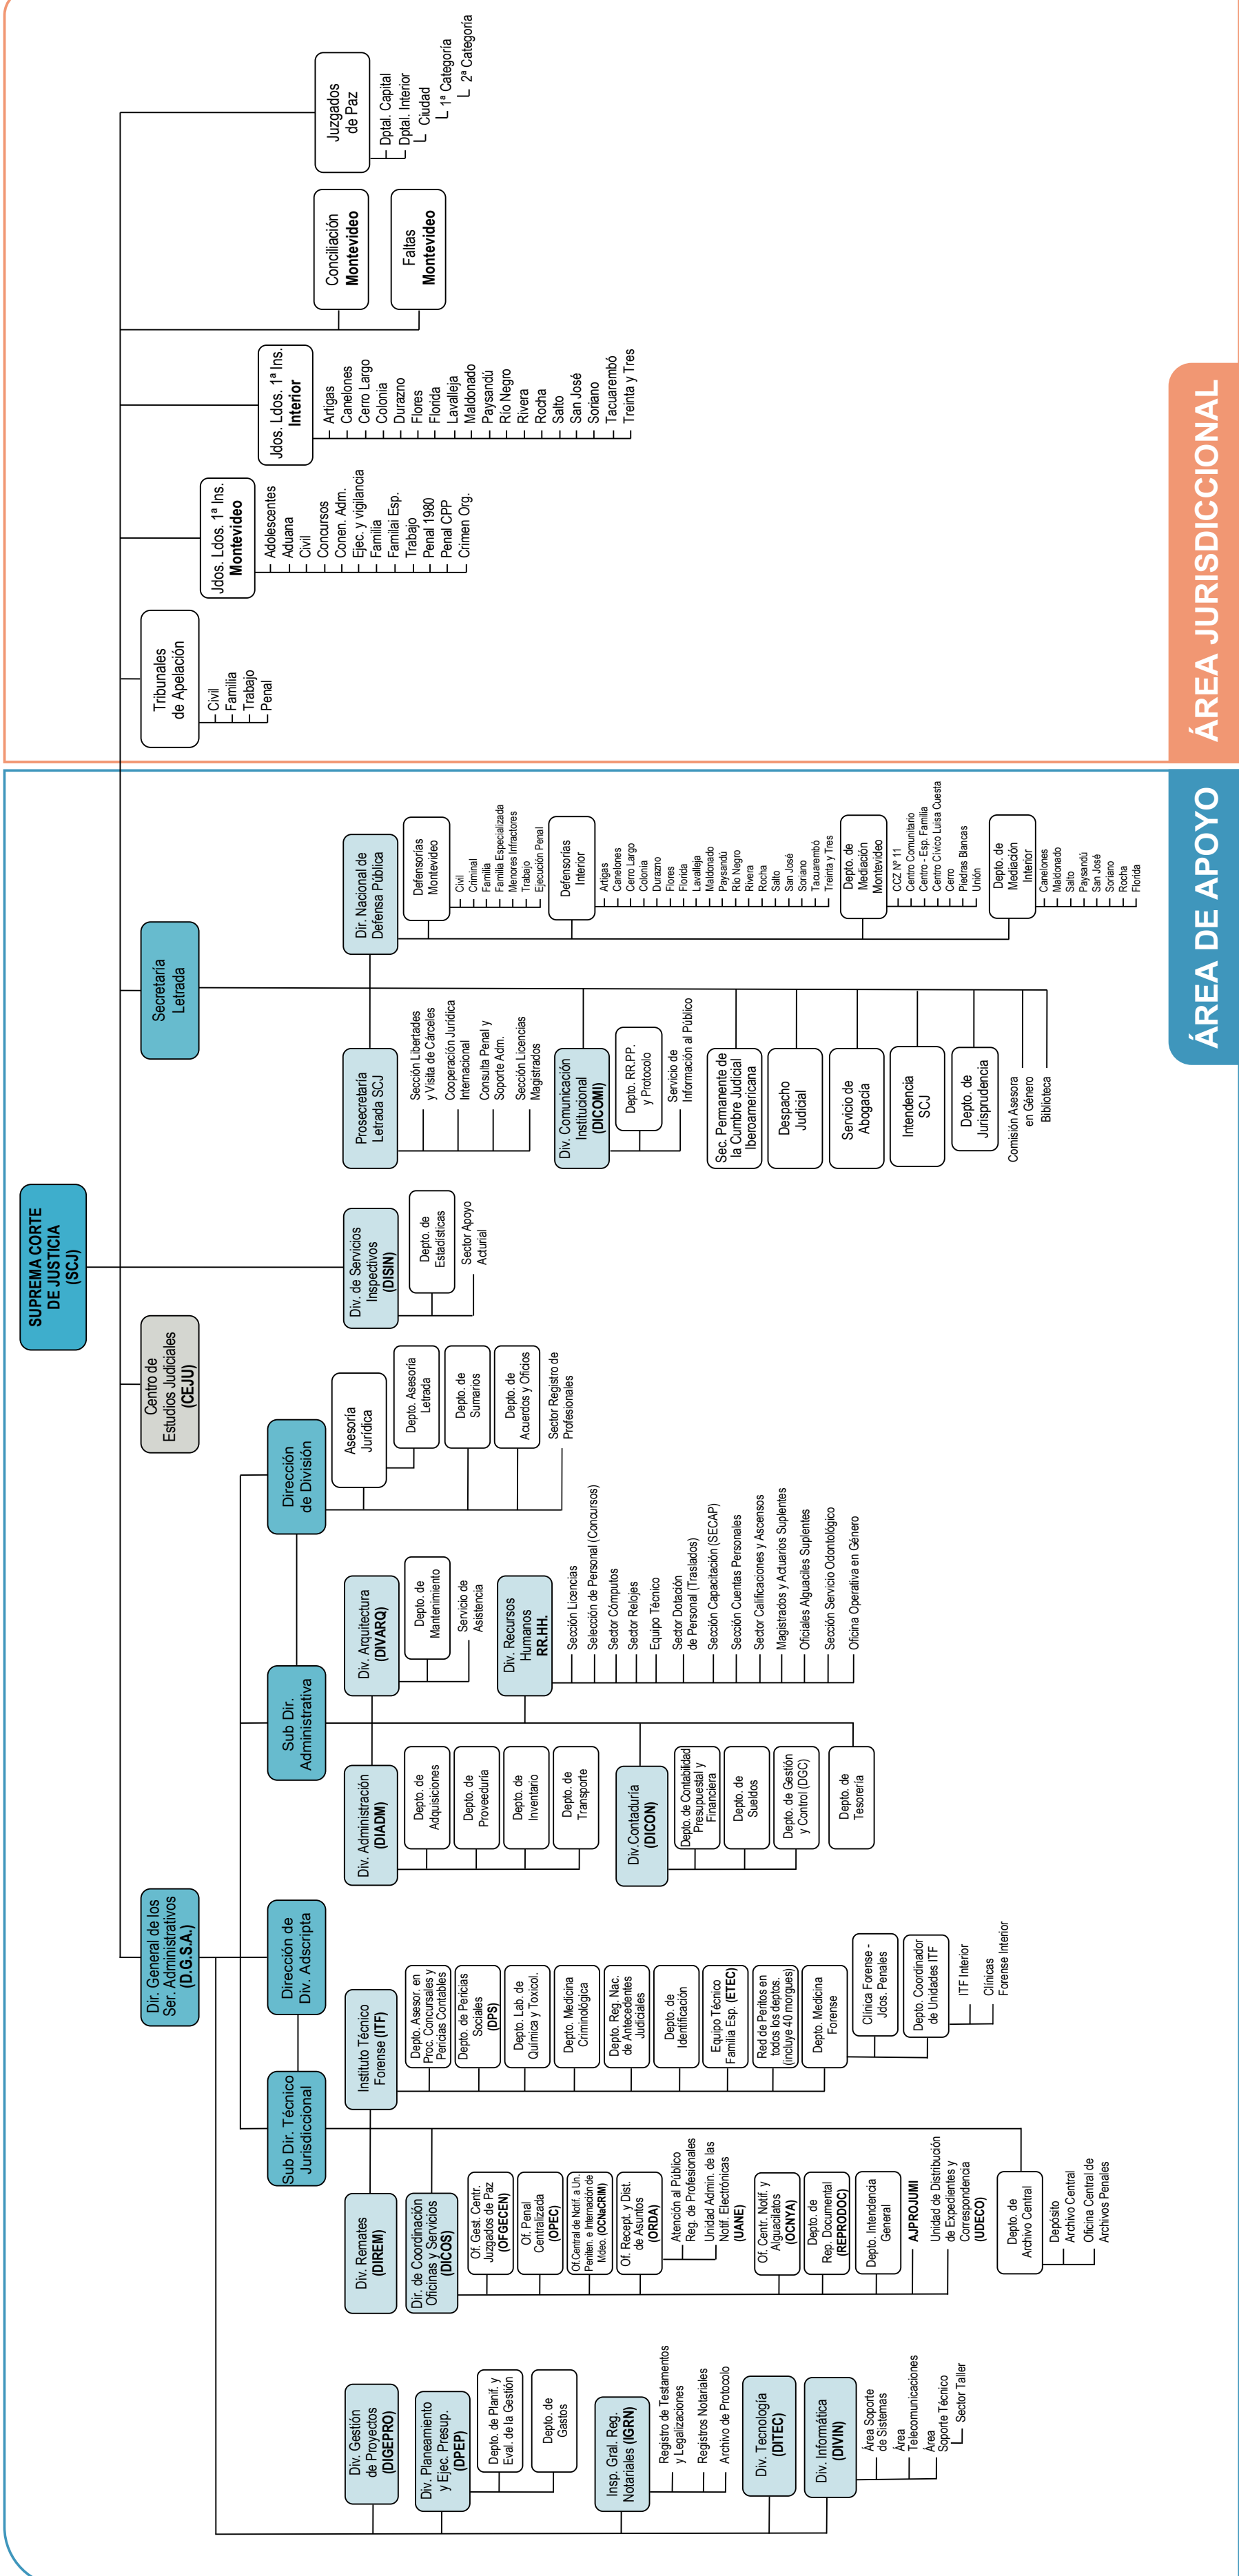 SUPREMA CORTE
DE JUSTICIA
(SCJ)
Centro de
Estudios Judiciales
(CEJU)
Dir. General de los
Ser. Administrativos
(D.G.S.A.)
Div. Gestión
de Proyectos
(DIGEPRO)
Div. Planeamiento
y Ejec. Presup.
(DPEP)
Depto. de Planif. y
Eval. de la Gestión
Depto. de
Gastos
Insp. Gral. Reg.
Notariales (IGRN)
Registro de Testamentos
y Legalizaciones
Registros Notariales
Archivo de Protocolo
Div. Tecnología
(DITEC)
Div. Informática
(DIVIN)
Área Soporte
de Sistemas
Área
Telecomunicaciones
Área
Soporte Técnico
Sector Taller
Sub Dir. Técnico
Jurisdiccional
Dirección de
Div. Adscripta
Div. Remates
(DIREM)
Dir. de Coordinación
Oficinas y Servicios
(DICOS)
Of. Gest. Centr.
Juzgados de Paz
(OFGECEN)
Of. Penal
Centralizada
(OPEC)
Of.Central de Notif. a Un.
Peniten. e Internación de
Mdeo. (OCNaCRIM)
Of. Recept. y Dist.
de Asuntos
(ORDA)
Atención al Público
Reg. de Profesionales
Unidad Admin. de las
Notif. Electrónicas
(UANE)
Of. Centr. Notif. y
Alguacilatos
(OCNYA)
Depto. de
Rep. Documental
(REPRODOC)
Depto. Intendencia
General
AJPROJUMI
Unidad de Distribución
de Expedientes y
Correspondencia
(UDECO)
Depto. de
Archivo Central
Depósito
Archivo Central
Oficina Central de
Archivos Penales
Instituto Técnico
Forense (ITF)
Depto. Asesor. en
Proc. Concursales y
Pericias Contables
Depto. de Pericias
Sociales
(DPS)
Depto. Lab. de
Química y Toxicol.
Depto. Medicina
Criminológica
Depto. Reg. Nac.
de Antecedentes
Judiciales
Depto. de
Identificación
Equipo Técnico
Familia Esp. (ETEC)
Red de Peritos en
todos los deptos.
(incluye 40 morgues)
Depto. Medicina
Forense
Clínica Forense -
Jdos. Penales
Depto. Coordinador
de Unidades ITF
ITF Interior
Clínicas
Forense Interior
Sub Dir.
Administrativa
Dirección
de División
Div. Administración
(DIADM)
Depto. de
Adquisiciones
Depto. de
Proveeduría
Depto. de
Inventario
Depto. de
Transporte
Div.Contaduría
(DICON)
Depto. de Contabilidad
Presupuestal y
Financiera
Depto. de
Sueldos
Depto. de Gestión
y Control (DGC)
Depto. de
Tesorería
Div. Arquitectura
(DIVARQ)
Depto. de
Mantenimiento
Servicio de
Asistencia
Div. Recursos
Humanos
RR.HH.
Sección Licencias
Selección de Personal (Concursos)
Sector Cómputos
Sector Relojes
Equipo Técnico
Sector Dotación
de Personal (Traslados)
Sección Capacitación (SECAP)
Sección Cuentas Personales
Sector Calificaciones y Ascensos
Magistrados y Actuarios Suplentes
Oficiales Alguaciles Suplentes
Sección Servicio Odontológico
Oficina Operativa en Género
Asesoría
Jurídica
Depto. Asesoría
Letrada
Depto. de
Sumarios
Depto. de
Acuerdos y Oficios
Sector Registro de
Profesionales
Div. de Servicios
Inspectivos
(DISIN)
Depto. de
Estadísticas
Sector Apoyo
Acturial
Secretaría
Letrada
Prosecretaría
Letrada SCJ
Sección Libertades
y Visita de Cárceles
Cooperación Jurídica
Internacional
Consulta Penal y
Soporte Adm.
Sección Licencias
Magistrados
Div. Comunicación
Institucional
(DICOMI)
Depto. RR.PP.
y Protocolo
Servicio de
Información al Público
Sec. Permanente de
la Cumbre Judicial
Iberoamericana
Despacho
Judicial
Servicio de
Abogacía
Intendencia
SCJ
Depto. de
Jurisprudencia
Comisión Asesora
en Género
Biblioteca
Dir. Nacional de
Defensa Pública
Defensorías
Montevideo
Civil
Criminal
Familia
Familia Especializada
Menores Infractores
Trabajo
Ejecución Penal
Defensorías
Interior
Artigas
Canelones
Cerro Largo
Colonia
Durazno
Flores
Florida
Lavalleja
Maldonado
Paysandú
Río Negro
Rivera
Rocha
Salto
San José
Soriano
Tacuarembó
Treinta y Tres
Depto. de
Mediación
Montevideo
CCZ Nº 11
Centro Comunitario
Centro - Esp. Familia
Centro Cívico Luisa Cuesta
Cerro
Piedras Blancas
Unión
Depto. de
Mediación
Interior
Canelones
Maldonado
Salto
Paysandú
San José
Soriano
Rocha
Florida
ÁREA DE APOYO
Tribunales
de Apelación
Civil
Familia
Trabajo
Penal
Jdos. Ldos. 1ª Ins.
Montevideo
Adolescentes
Aduana
Civil
Concursos
Conen. Adm.
Ejec. y vigilancia
Familia
Familai Esp.
Trabajo
Penal 1980
Penal CPP
Crimen Org.
Jdos. Ldos. 1ª Ins.
Interior
Artigas
Canelones
Cerro Largo
Colonia
Durazno
Flores
Florida
Lavalleja
Maldonado
Paysandú
Río Negro
Rivera
Rocha
Salto
San José
Soriano
Tacuarembó
Treinta y Tres
Conciliación
Montevideo
Faltas
Montevideo
Juzgados
de Paz
Dptal. Capital
Dptal. Interior
Ciudad
1ª Categoría
2ª Categoría
ÁREA JURISDICCIONAL